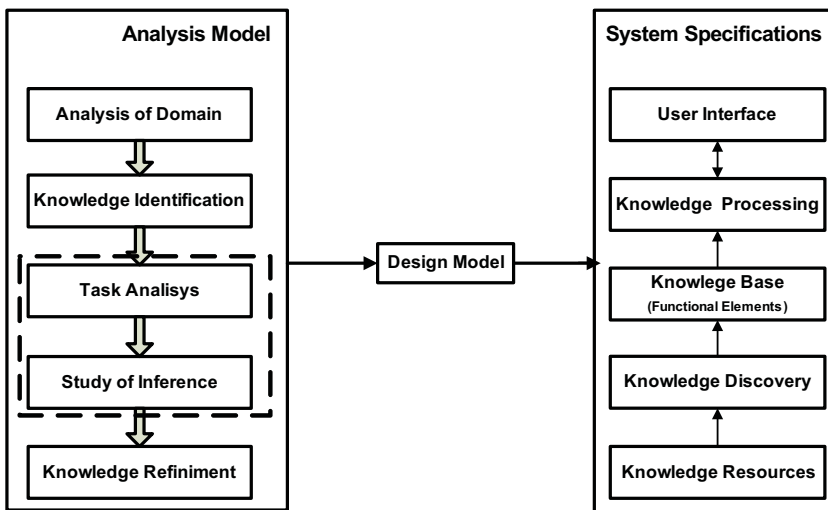 Analysis Model
Analysis of Domain
Knowledge Identification
Task Analisys
Study of Inference
Knowledge Refiniment
Design Model
System Specifications
User Interface
Knowledge Processing
Knowlege Base
(Functional Elements)
Knowledge Discovery
Knowledge Resources